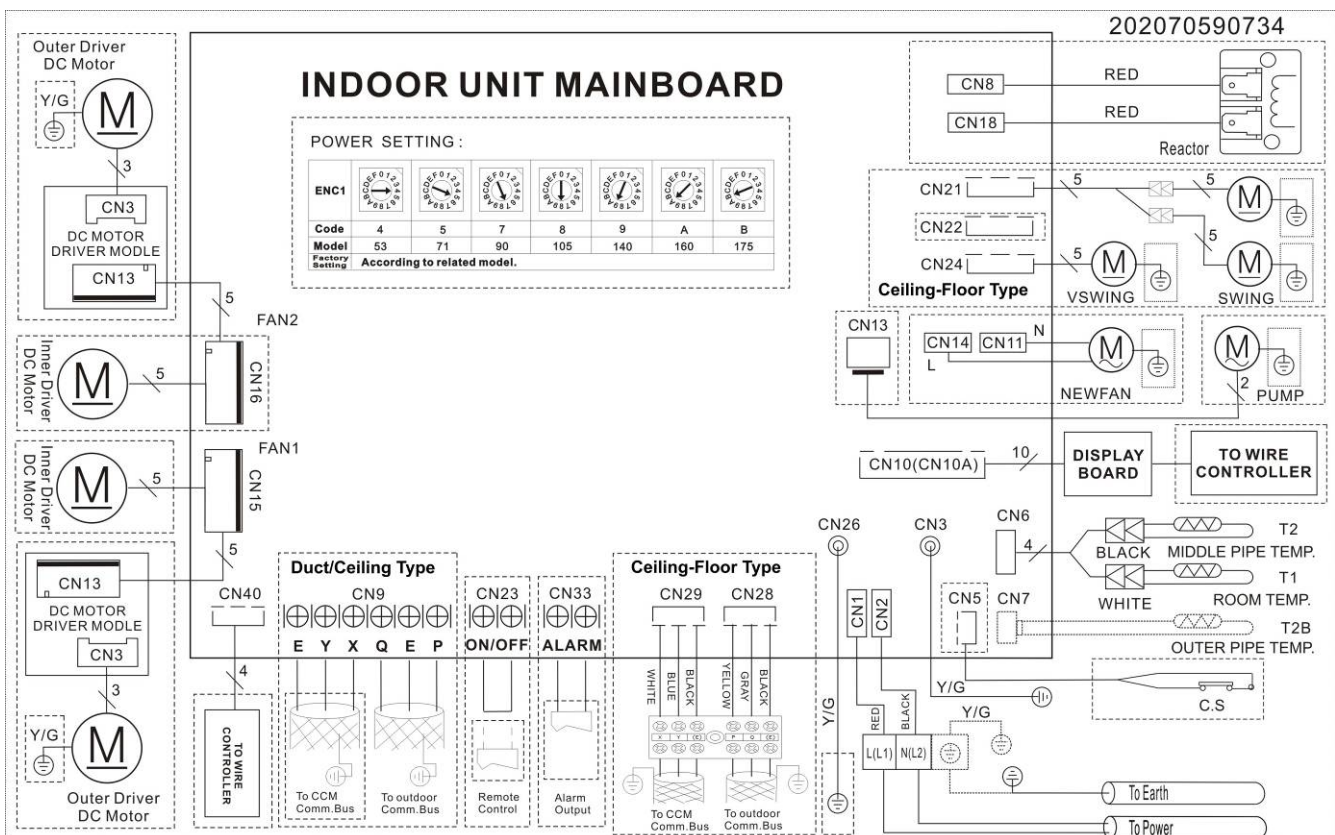 202070590734
Outer Driver
DC Motor
Y/G
M
3
CN3
DC MOTOR
DRIVER MODLE
CN13
5
FAN2
Inner Driver
DC Motor
M
5
CN16
FAN1
Inner Driver
DC Motor
M
5
CN15
5
CN13
DC MOTOR
DRIVER MODLE
CN3
3
Y/G
M
Outer Driver
DC Motor
INDOOR UNIT MAINBOARD
POWER SETTING :
ENC1
Code 4 5 7 8 9 A B
Model 53 71 90 105 140 160 175
Factory Setting According to related model.
CN8 RED
CN18 RED
Reactor
CN21 5 5 M
CN22 5
CN24 5 M M
Ceiling-Floor Type VSWING SWING
CN13
CN14 CN11 N
L
M
NEWFAN
M
2
PUMP
CN10(CN10A) 10 DISPLAY
BOARD
TO WIRE
CONTROLLER
CN26 CN3 CN6
4
T2
BLACK MIDDLE PIPE TEMP.
T1
WHITE ROOM TEMP.
CN5 CN7
T2B
OUTER PIPE TEMP.
C.S
CN1 CN2
Y/G
Y/G
RED BLACK
Y/G
L(L1) N(L2)
To Earth
To Power
CN40
4
TO WIRE
CONTROLLER
Duct/Ceiling Type
CN9
E Y X Q E P
To CCM
Comm.Bus
To outdoor
Comm.Bus
CN23
ON/OFF
Remote
Control
CN33
ALARM
Alarm
Output
Ceiling-Floor Type
CN29 CN28
WHITE BLUE BLACK YELLOW GRAY BLACK
X Y (E) P Q (E)
To CCM
Comm.Bus
To outdoor
Comm.Bus